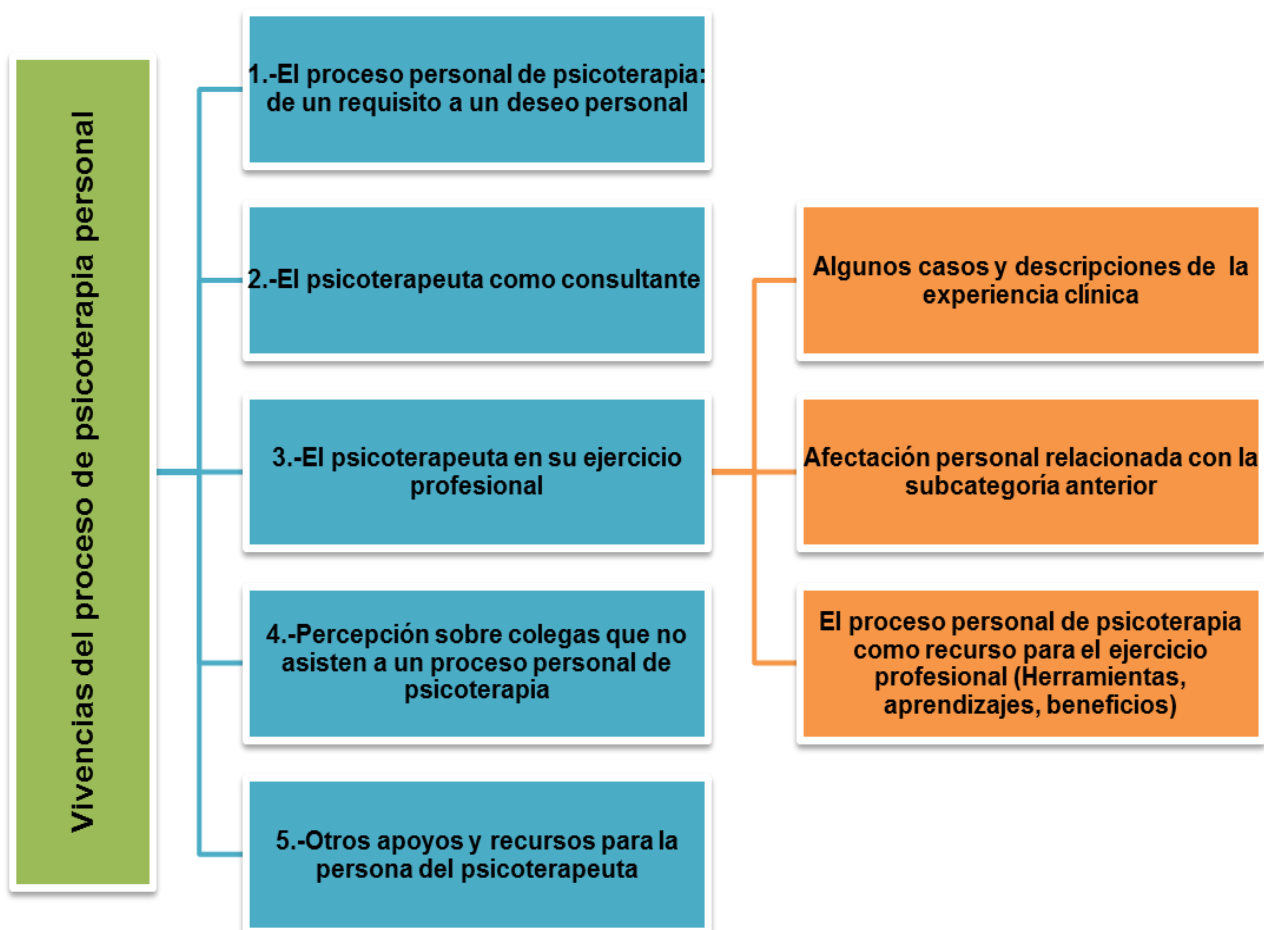 Vivencias del proceso de psicoterapia personal
1.-El proceso personal de psicoterapia:
de un requisito a un deseo personal
2.-El psicoterapeuta como consultante
3.-El psicoterapeuta en su ejercicio
profesional
4.-Percepción sobre colegas que no
asisten a un proceso personal de
psicoterapia
5.-Otros apoyos y recursos para la
persona del psicoterapeuta
Algunos casos y descripciones de la
experiencia clínica
Afectación personal relacionada con la
subcategoría anterior
El proceso personal de psicoterapia
como recurso para el ejercicio
profesional (Herramientas,
aprendizajes, beneficios)